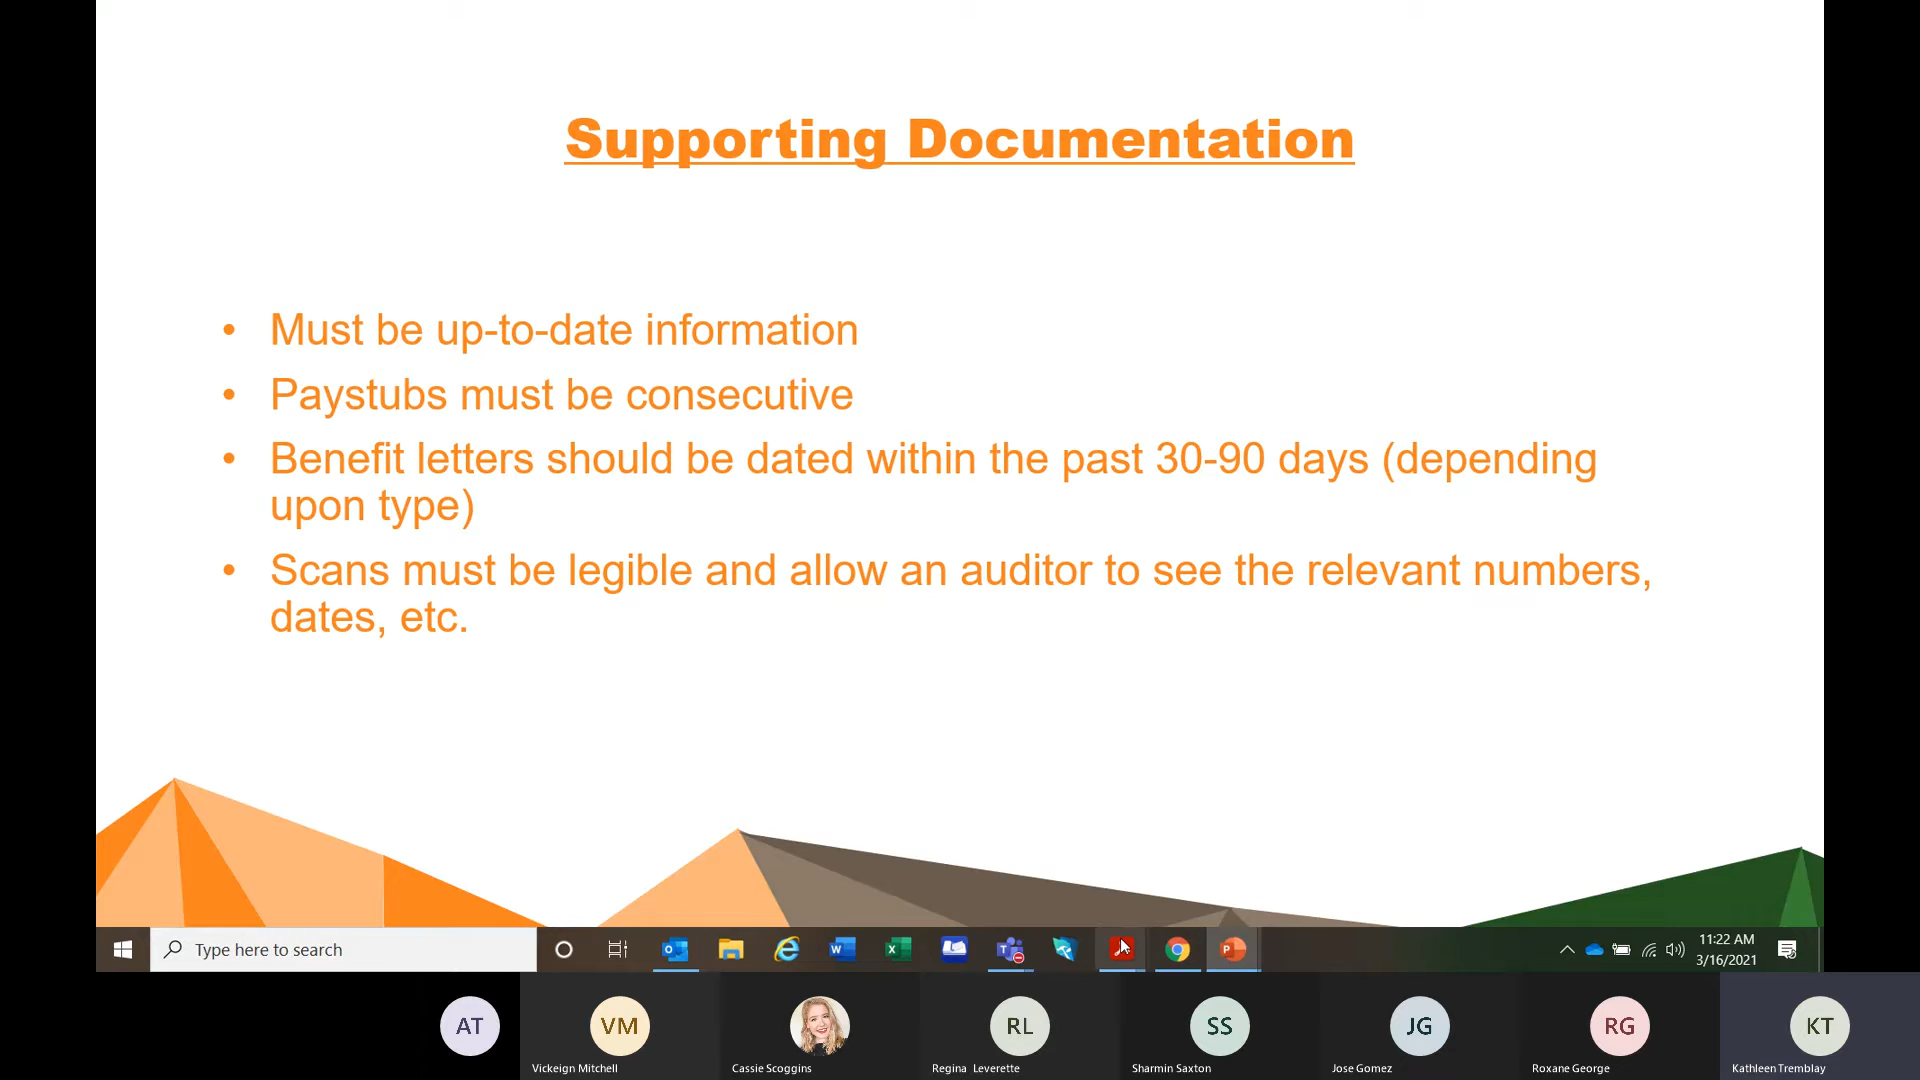 Supporting Documentation
• Must be up-to-date information
• Paystubs must be consecutive
• Benefit letters should be dated within the past 30-90 days (depending
upon type)
• Scans must be legible and allow an auditor to see the relevant numbers,
dates, etc.
Type here to search
11:22 AM
3/16/2021
AT
VM
RL
SS
JG
RG
KT
Vickeign Mitchell
Cassie Scoggins
Regina Leverette
Sharmin Saxton
Jose Gomez
Roxane George
Kathleen Tremblay